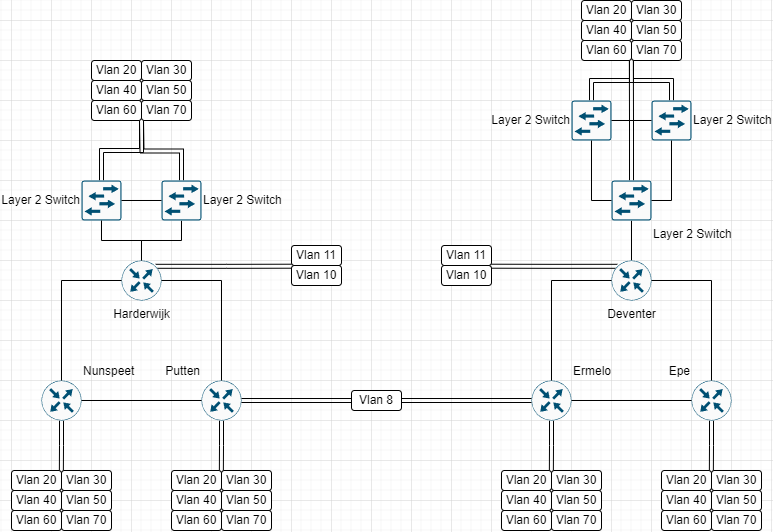 Vlan 20 Vlan 30
Vlan 40 Vlan 50
Vlan 60 Vlan 70
Vlan 20 Vlan 30
Vlan 40 Vlan 50
Vlan 60 Vlan 70
Layer 2 Switch
Layer 2 Switch
Layer 2 Switch
Layer 2 Switch
Layer 2 Switch
Vlan 11
Vlan 10
Vlan 11
Vlan 10
Harderwijk
Deventer
Nunspeet
Putten
Ermelo
Epe
Vlan 8
Vlan 20 Vlan 30
Vlan 40 Vlan 50
Vlan 60 Vlan 70
Vlan 20 Vlan 30
Vlan 40 Vlan 50
Vlan 60 Vlan 70
Vlan 20 Vlan 30
Vlan 40 Vlan 50
Vlan 60 Vlan 70
Vlan 20 Vlan 30
Vlan 40 Vlan 50
Vlan 60 Vlan 70